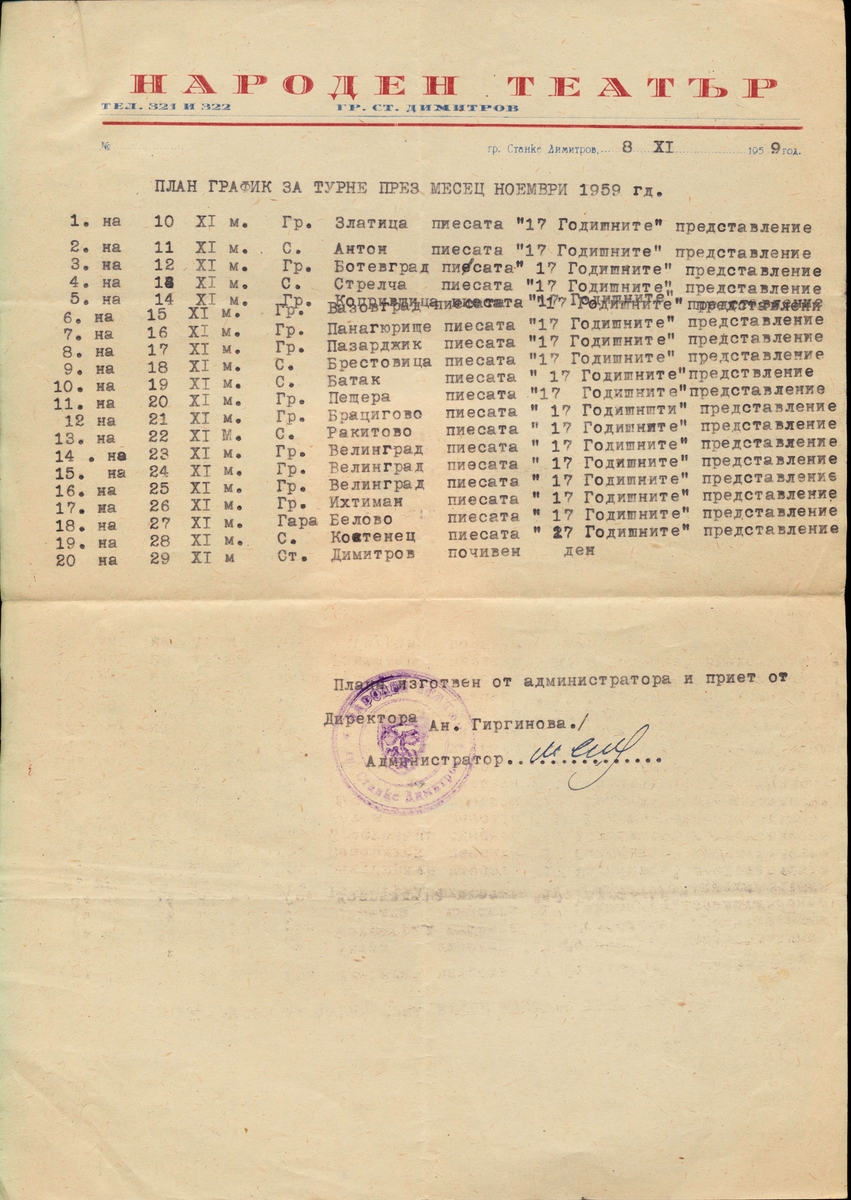 НАРОДЕН ТЕАТЪР
ТЕЛ. 321 И 322 ГР. СТ. ДИМИТРОВ
№ гр. Станке Димитров, 8 XI 1959 год.
ПЛАН ГРАФИК ЗА ТУРНЕ ПРЕЗ МЕСЕЦ НОЕМВРИ 1959 гд.
1. на 10 XI м. Гр. Златица пиесата "17 Годишните" представление
2. на 11 XI м. С. Антон пиесата "17 Годишните" представление
3. на 12 XI м. Гр. Ботевград пиесата" 17 Годишните" представление
4. на 13 XI м. С. Стрелча пиесата "17 Годишните" представление
5. на 14 XI м. Гр. Копривщица пиесата "17 Годишните" представление
6. на 15 XI м. Гр. Вазовград пиесата "17 Годишните" представлени
7. на 16 XI м. Гр. Панагюрище пиесата "17 Годишните" представление
8. на 17 XI м. Гр. Пазарджик пиесата "17 Годишните" представление
9. на 18 XI м. С. Брестовица пиесата "17 Годишните" представление
10. на 19 XI м. С. Батак пиесата " 17 Годишните"предствление
11. на 20 XI м. Гр. Пещера пиесата "17 Годишните"представление
12 на 21 XI м. Гр. Брацигово пиесата " 17 Годишншти" представление
13. на 22 XI М. С. Ракитово пиесата " 17 Годишните" представление
14 . на 23 XI м. Гр. Велинград пиесата " 17 Годишните" представление
15. на 24 XI м. Гр. Велинград пиесата " 17 Годишните" представление
16. на 25 XI м. Гр. Велинград пиесата " 17 Годишните" представление
17. на 26 XI м. Гр. Ихтиман пиесата " 17 Годишните" представление
18. на 27 XI м. Гара Белово пиесата " 17 Годишните" представление
19. на 28 XI м. С. Костенец пиесата " 17 Годишните" представление
20 на 29 XI м Ст. Димитров почивен ден
Плана изготвен от администратора и приет от
Директора Ан. Гиргинова./
Администратор..............
Станке Димитров